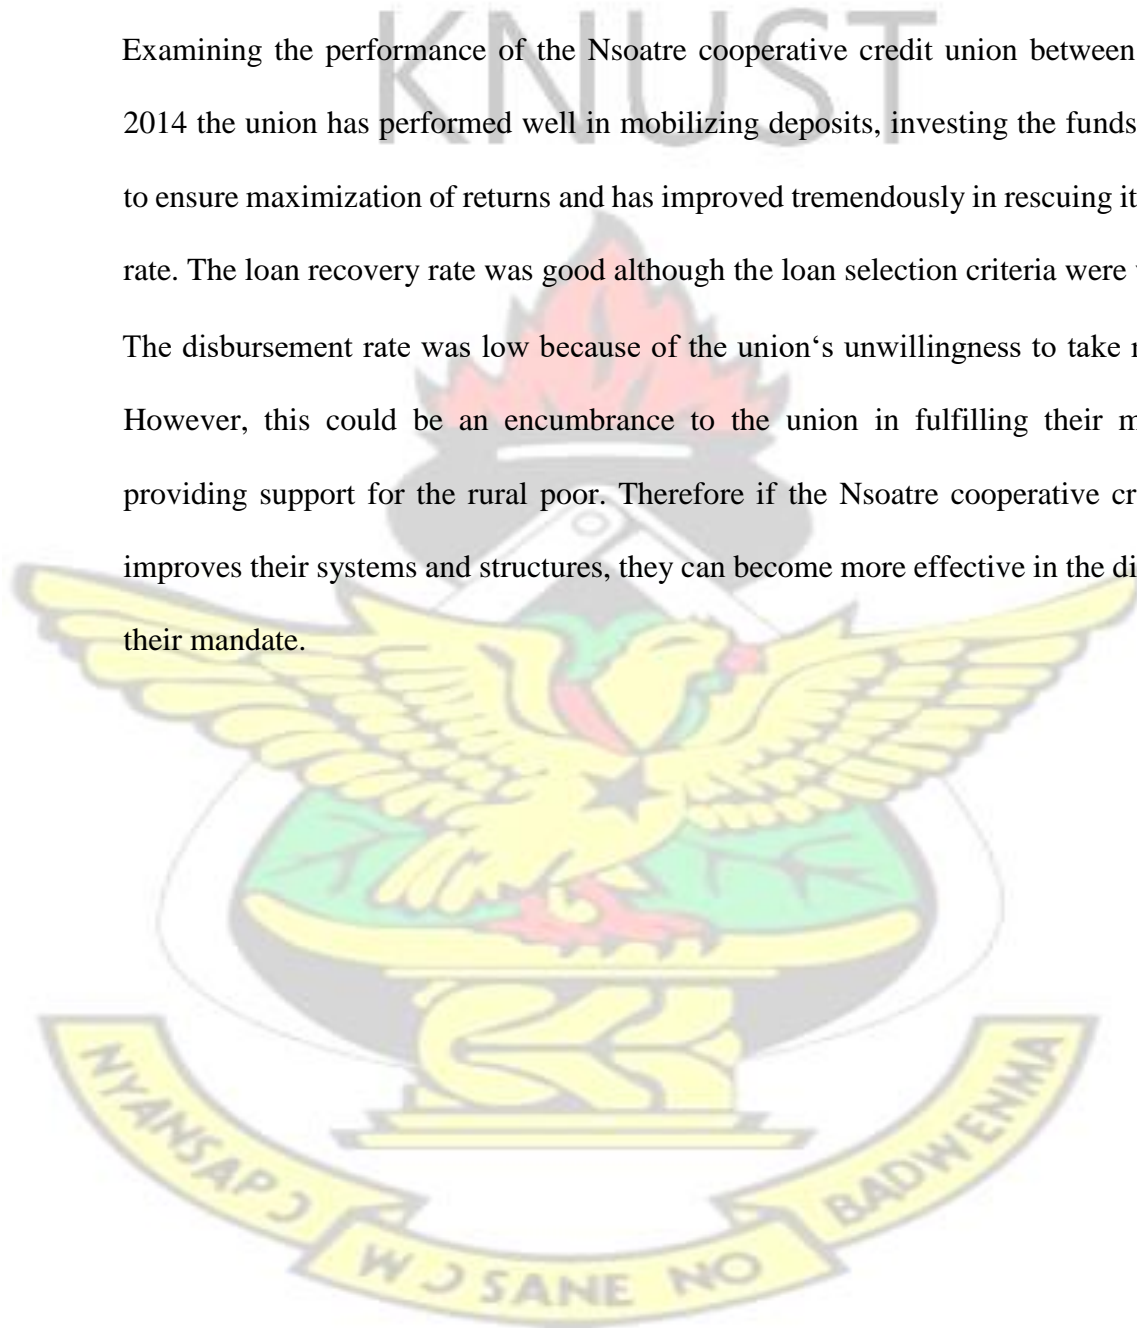 KNUST
Examining the performance of the Nsoatre cooperative credit union between
2014 the union has performed well in mobilizing deposits, investing the funds
to ensure maximization of returns and has improved tremendously in rescuing it
rate. The loan recovery rate was good although the loan selection criteria were
The disbursement rate was low because of the union‘s unwillingness to take
However, this could be an encumbrance to the union in fulfilling their
providing support for the rural poor. Therefore if the Nsoatre cooperative
improves their systems and structures, they can become more effective in the
their mandate.
NYANSAPƆ WƆSANE NO BADWENMA